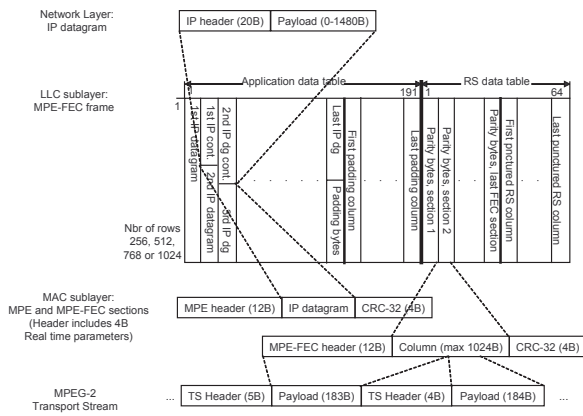 Network Layer:
IP datagram
IP header (20B)
Payload (0-1480B)
Application data table
RS data table
LLC sublayer:
MPE-FEC frame
1
191
1
64
1st IP datagram
1st IP cont.
2nd IP datagram
2nd IP dg cont.
3rd IP dg
Last IP dg
Padding bytes
First padding column
Last padding column
Parity bytes, section 1
Parity bytes, section 2
Parity bytes, last FEC section
First pnctured RS column
Last punctured RS column
Nbr of rows
256, 512,
768 or 1024
MAC sublayer:
MPE and MPE-FEC sections
(Header includes 4B
Real time parameters)
MPE header (12B)
IP datagram
CRC-32 (4B)
MPE-FEC header (12B)
Column (max 1024B)
CRC-32 (4B)
MPEG-2
Transport Stream
...
TS Header (5B)
Payload (183B)
TS Header (4B)
Payload (184B)
...